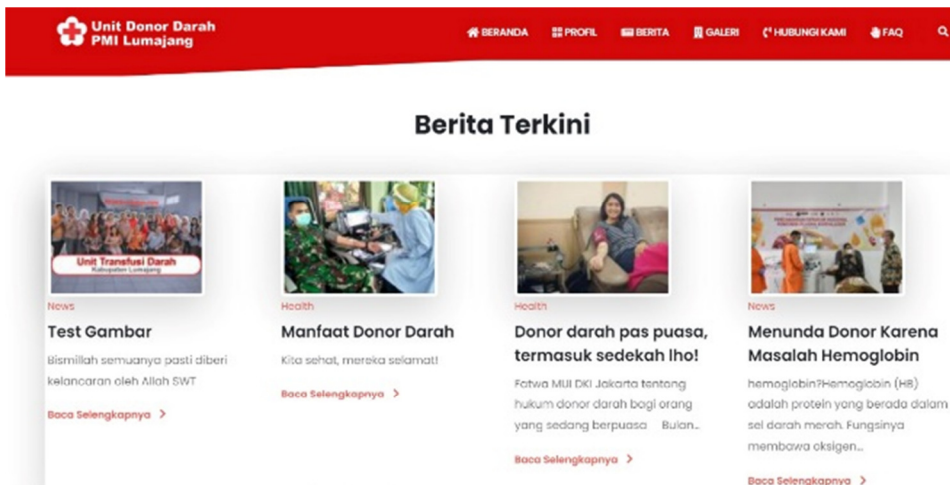 Unit Donor Darah
PMI Lumajang
BERANDA PROFIL BERITA GALERI HUBUNGI KAMI FAQ
Berita Terkini
Unit Transfusi Darah
Kabupaten Lumajang
News
Test Gambar
Bismillah semuanya pasti diberi
kelancaran oleh Allah SWT
Baca Selengkapnya
Health
Manfaat Donor Darah
Kita sehat, mereka selamat!
Baca Selengkapnya
Health
Donor darah pas puasa,
termasuk sedekah lho!
Fatwa MUI DKI Jakarta tentang
hukum donor darah bagi orang
yang sedang berpuasa Bulan...
Baca Selengkapnya
News
Menunda Donor Karena
Masalah Hemoglobin
hemoglobin?Hemoglobin (HB)
adalah protein yang berada dalam
sel darah merah. Fungsinya
membawa oksigen...
Baca Selengkapnya